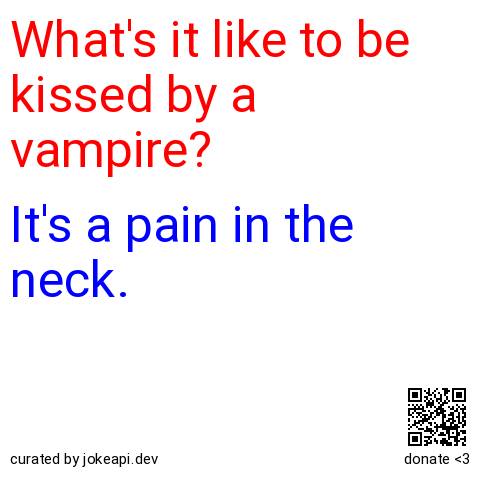 What's it like to be
kissed by a
vampire?
It's a pain in the
neck.
curated by jokeapi.dev
donate <3